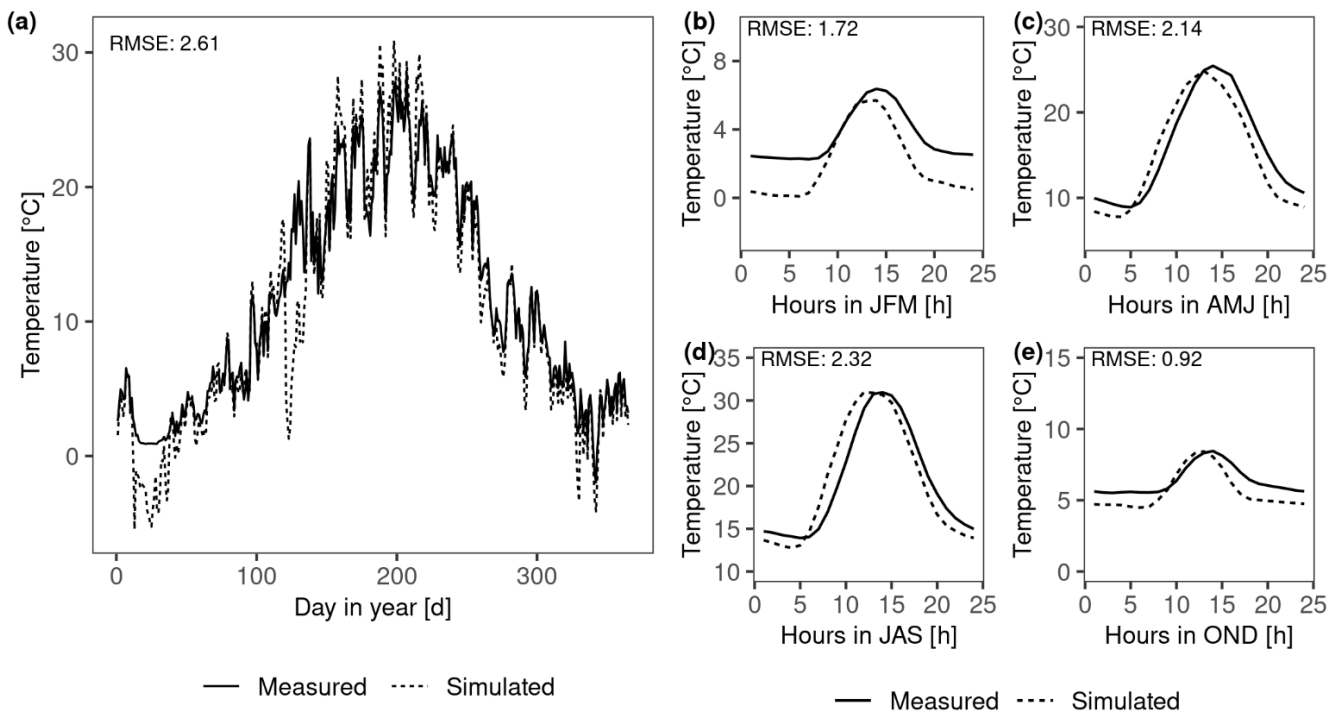 (a)
RMSE: 2.61
Temperature [°C]
30
20
10
0
0 100 200 300
Day in year [d]
Measured Simulated
(b)
RMSE: 1.72
Temperature [°C]
8
4
0
0 5 10 15 20 25
Hours in JFM [h]
(c)
RMSE: 2.14
Temperature [°C]
30
20
10
0 5 10 15 20 25
Hours in AMJ [h]
(d)
RMSE: 2.32
Temperature [°C]
35
30
25
20
15
10
0 5 10 15 20 25
Hours in JAS [h]
(e)
RMSE: 0.92
Temperature [°C]
15
10
5
0
0 5 10 15 20 25
Hours in OND [h]
Measured Simulated